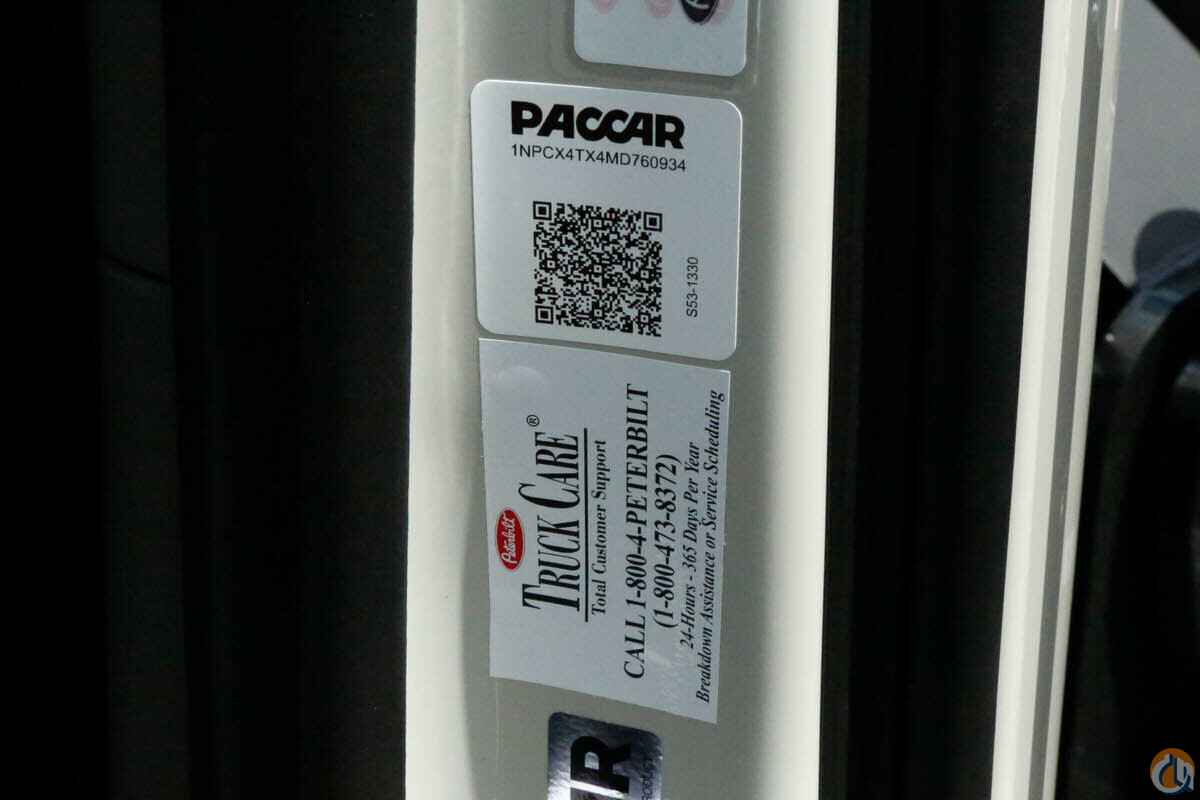 PACCAR
1NPCX4TX4MD760934
S53-1330
Peterbilt
TRUCK CARE®
Total Customer Support
CALL 1-800-4-PETERBILT
(1-800-473-8372)
24-Hours - 365 Days Per Year
Breakdown Assistance or Service Scheduling